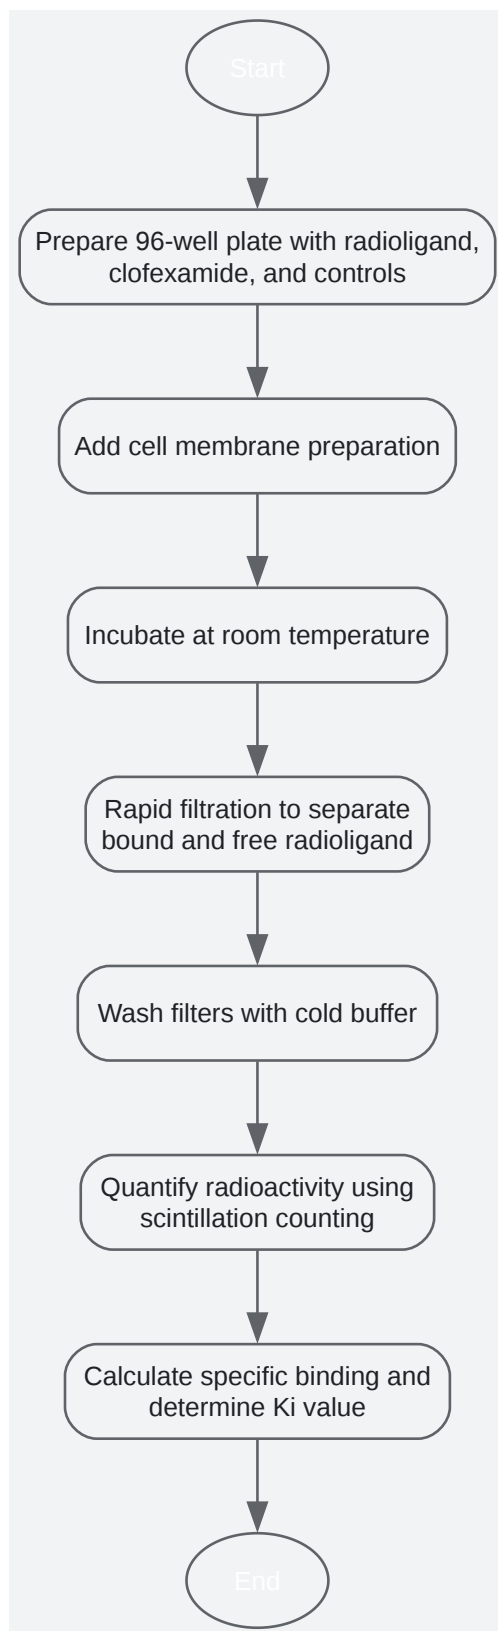 Start
Prepare 96-well plate with radioligand,
clofexamide, and controls
Add cell membrane preparation
Incubate at room temperature
Rapid filtration to separate
bound and free radioligand
Wash filters with cold buffer
Quantify radioactivity using
scintillation counting
Calculate specific binding and
determine Ki value
End